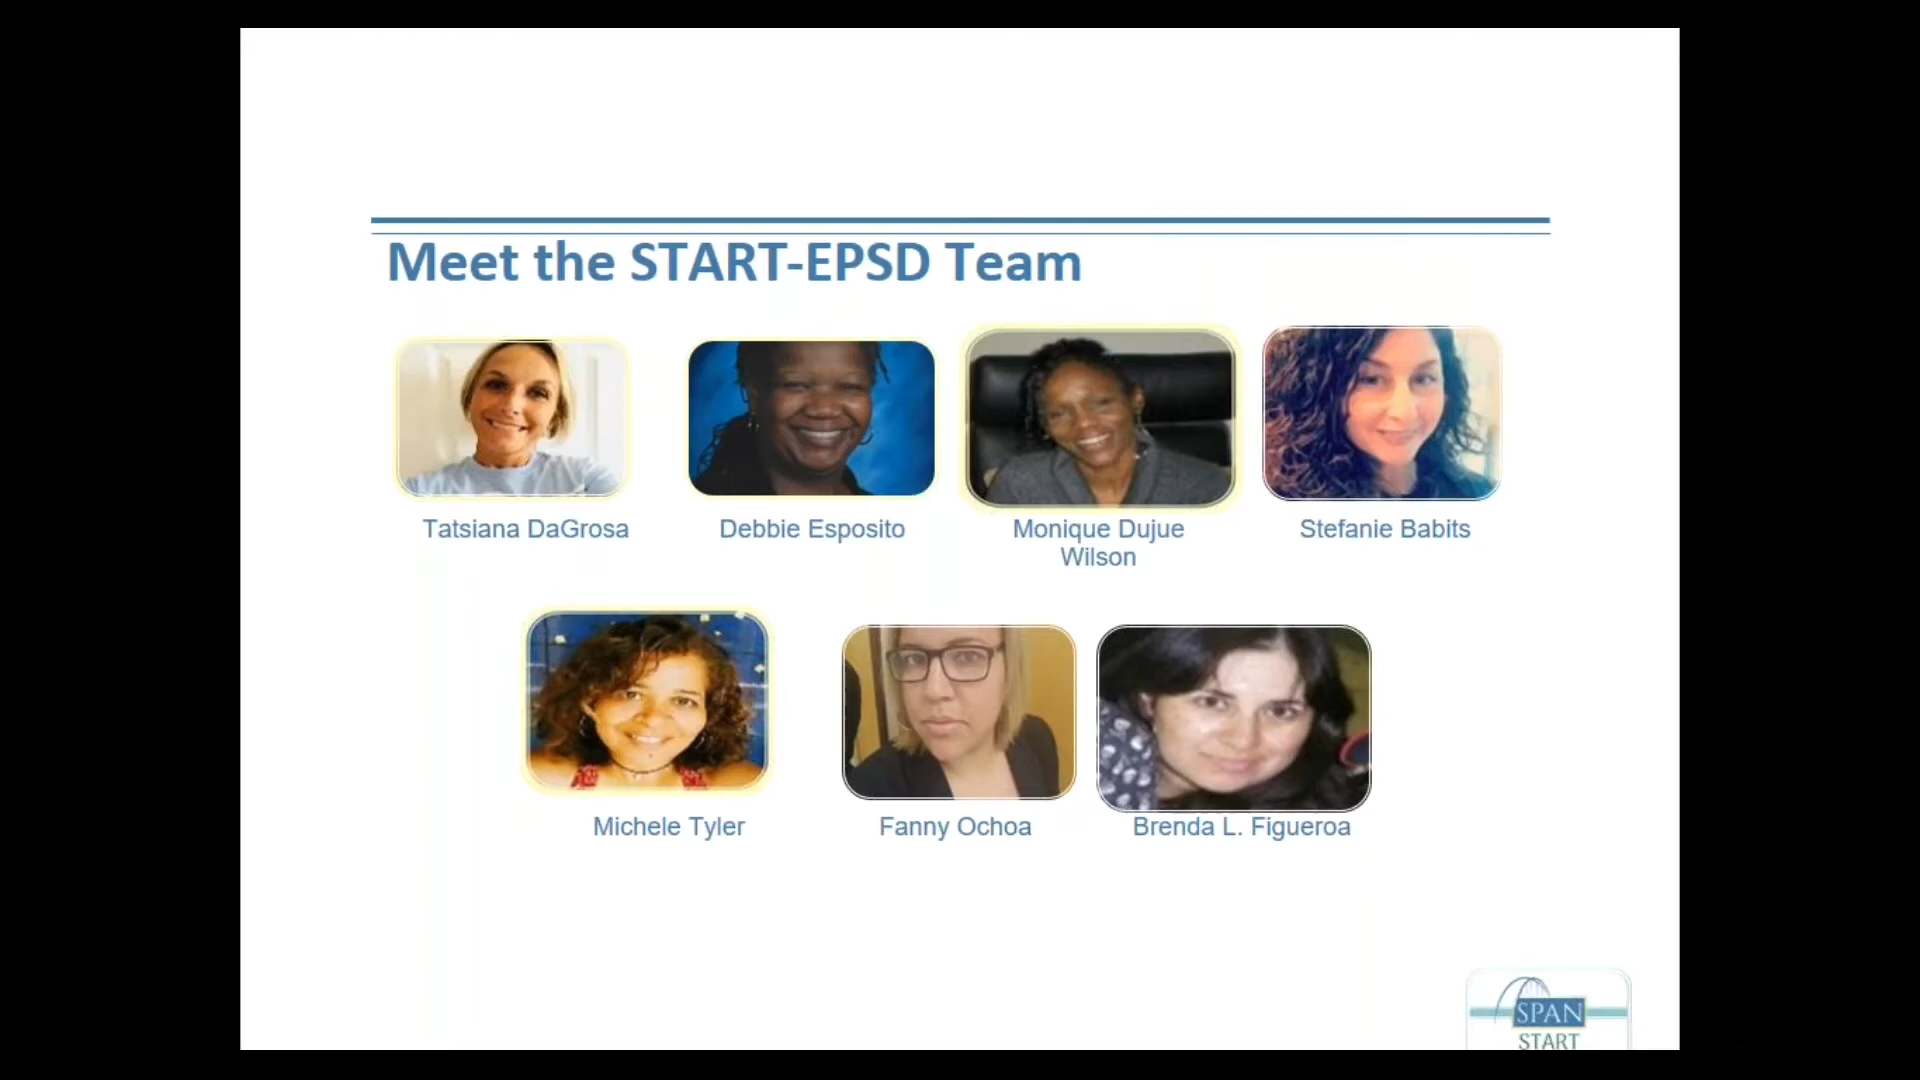 Meet the START-EPSD Team
Tatsiana DaGrosa
Debbie Esposito
Monique Dujue
Wilson
Stefanie Babits
Michele Tyler
Fanny Ochoa
Brenda L. Figueroa
SPAN
START